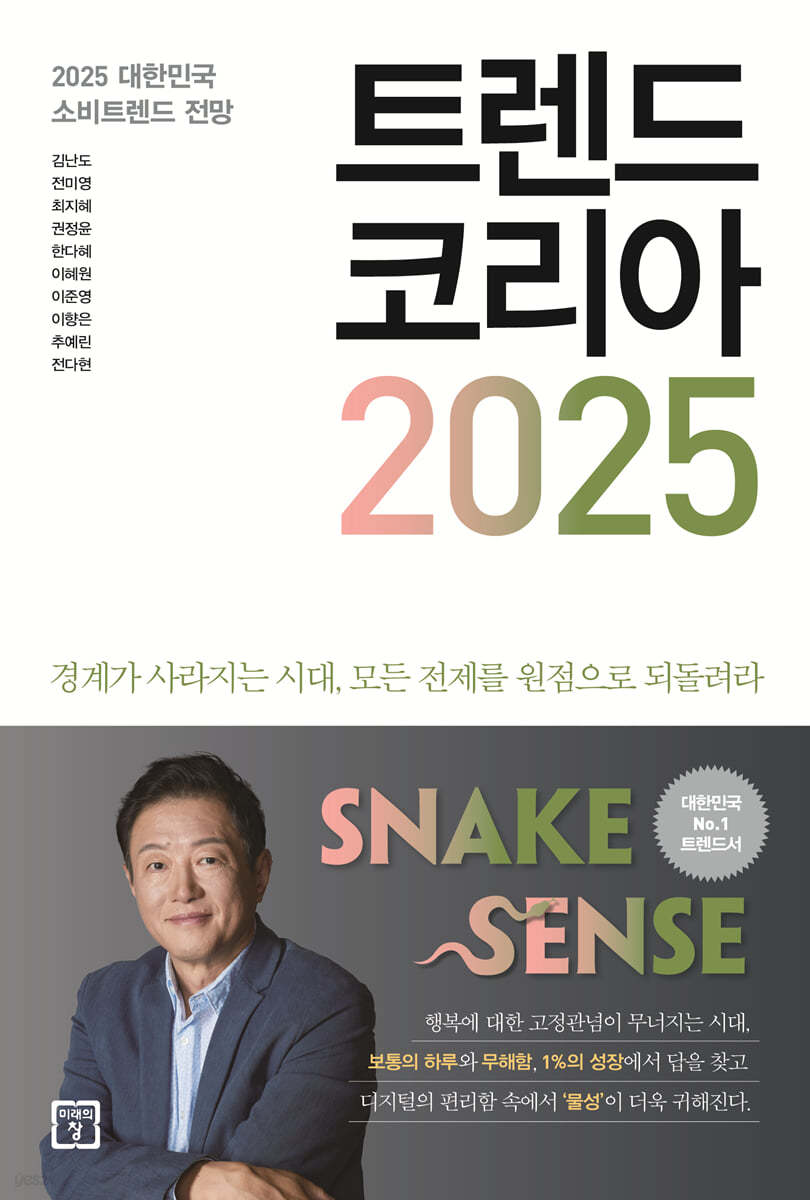 2025 대한민국
소비트렌드 전망
김난도
전미영
최지혜
권정윤
한다혜
이혜원
이준영
이향은
추예린
전다현
트렌드
코리아
2025
경계가 사라지는 시대, 모든 전제를 원점으로 되돌려라
SNAKE
SENSE
대한민국
No.1
트렌드서
행복에 대한 고정관념이 무너지는 시대,
보통의 하루와 무해함, 1%의 성장에서 답을 찾고
디지털의 편리함 속에서 ‘물성’이 더욱 귀해진다.
미래의
창